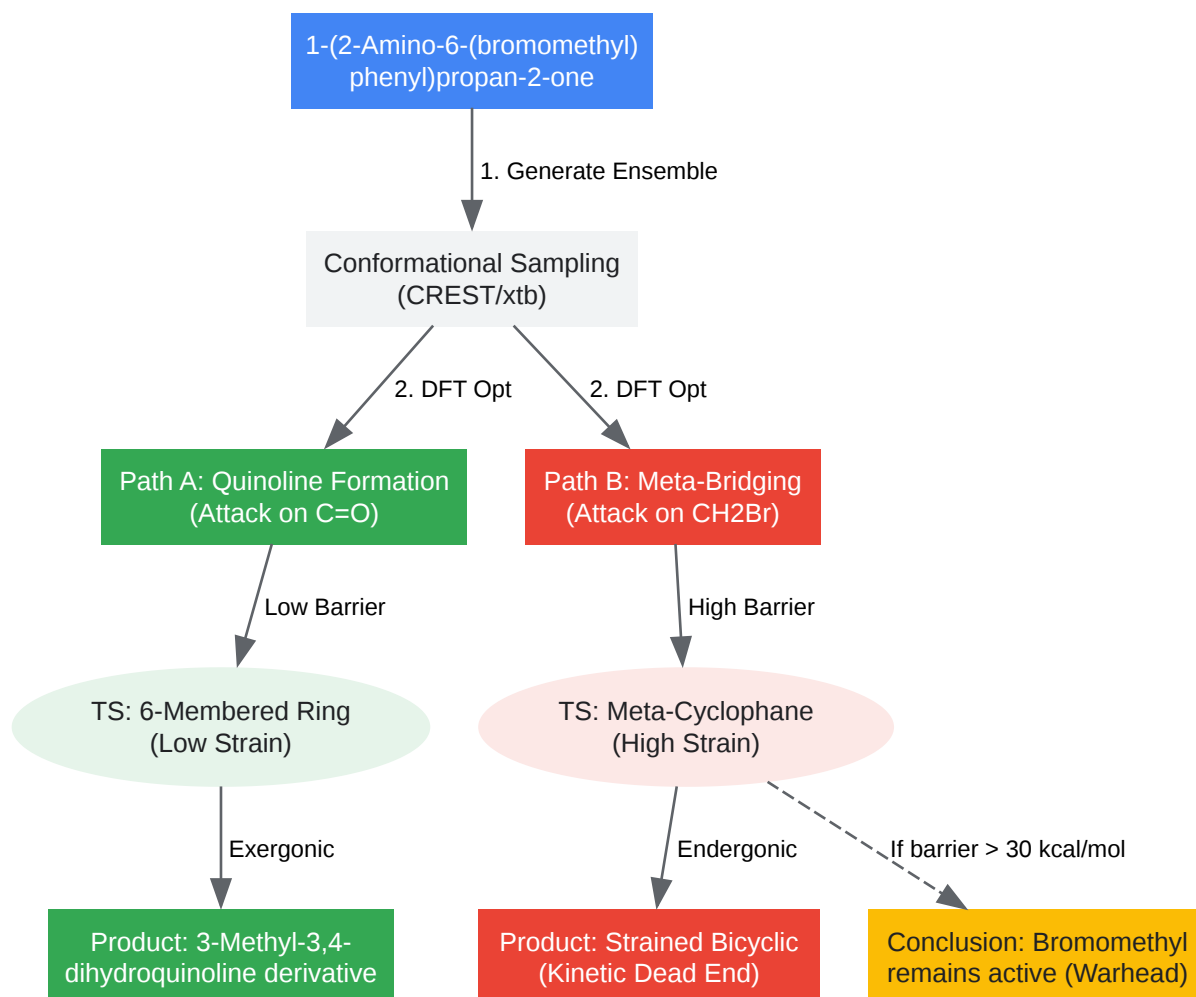 1-(2-Amino-6-(bromomethyl)
phenyl)propan-2-one
1. Generate Ensemble
Conformational Sampling
(CREST/xtb)
2. DFT Opt
2. DFT Opt
Path A: Quinoline Formation
(Attack on C=O)
Path B: Meta-Bridging
(Attack on CH2Br)
Low Barrier
High Barrier
TS: 6-Membered Ring
(Low Strain)
TS: Meta-Cyclophane
(High Strain)
Exergonic
Endergonic
If barrier > 30 kcal/mol
Product: 3-Methyl-3,4-
dihydroquinoline derivative
Product: Strained Bicyclic
(Kinetic Dead End)
Conclusion: Bromomethyl
remains active (Warhead)